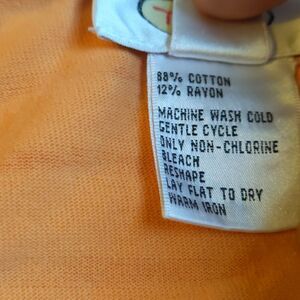 88% COTTON
12% RAYON
MACHINE WASH COLD
GENTLE CYCLE
ONLY NON-CHLORINE
BLEACH
RESHAPE
LAY FLAT TO DRY
WARM IRON